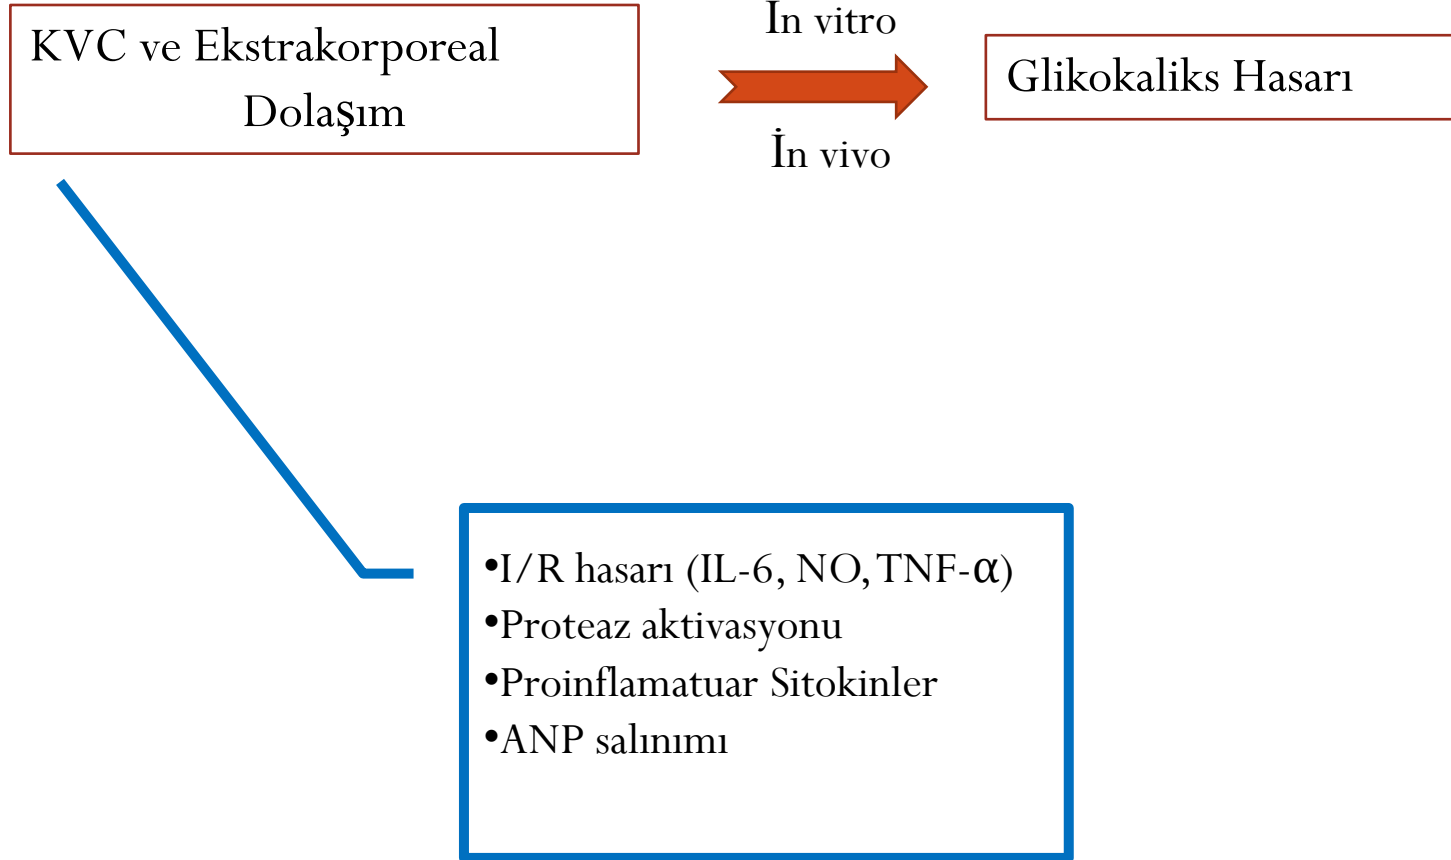 KVC ve Ekstrakorporeal
Dolaşım
İn vitro
İn vivo
Glikokaliks Hasarı
•I/R hasarı (IL-6, NO, TNF-α)
•Proteaz aktivasyonu
•Proinflamatuar Sitokinler
•ANP salınımı